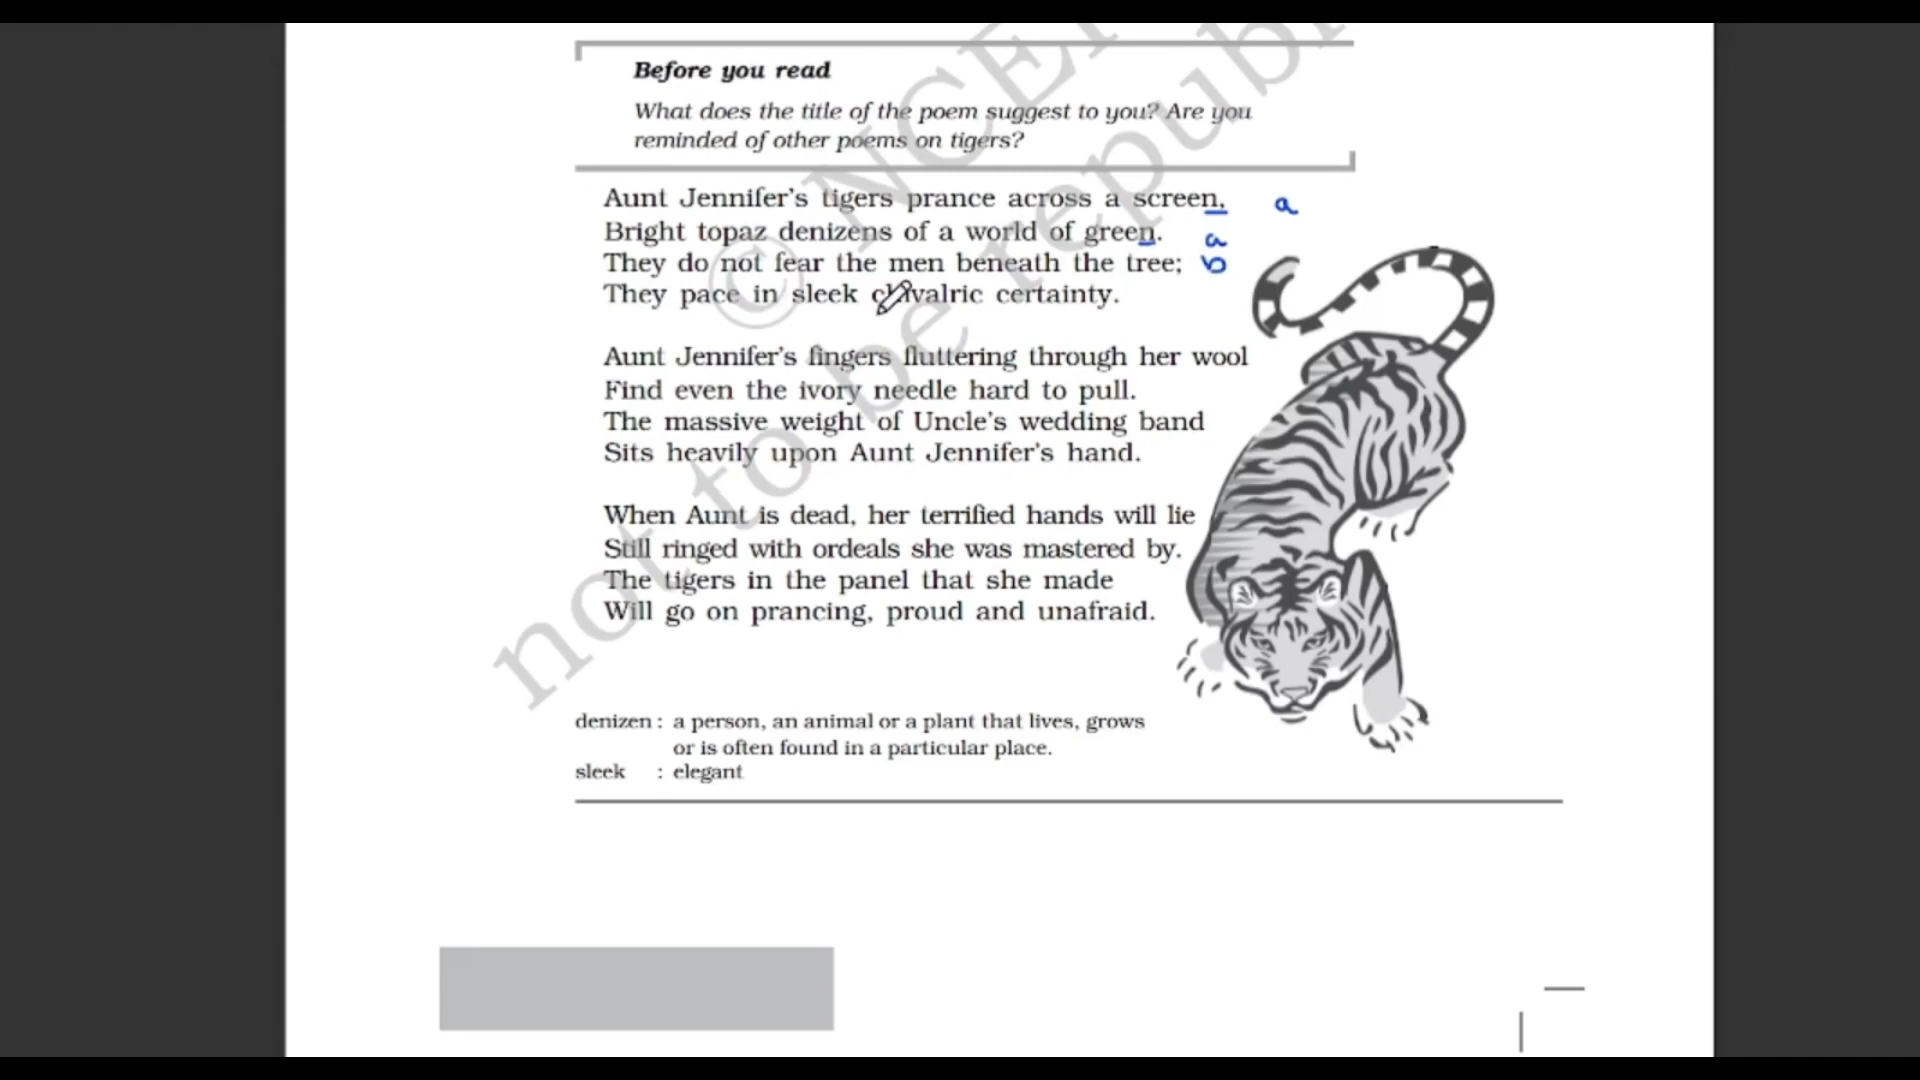 Before you read
What does the title of the poem suggest to you? Are you
reminded of other poems on tigers?
Aunt Jennifer's tigers prance across a screen, a
Bright topaz denizens of a world of green. a
They do not fear the men beneath the tree; b
They pace in sleek chivalric certainty.
Aunt Jennifer's fingers fluttering through her wool
Find even the ivory needle hard to pull.
The massive weight of Uncle's wedding band
Sits heavily upon Aunt Jennifer's hand.
When Aunt is dead, her terrified hands will lie
Still ringed with ordeals she was mastered by.
The tigers in the panel that she made
Will go on prancing, proud and unafraid.
denizen : a person, an animal or a plant that lives, grows
or is often found in a particular place.
sleek : elegant
© NCE
not to be republ